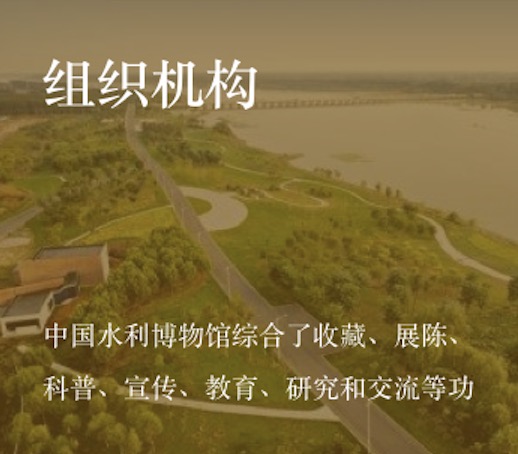 组织机构
中国水利博物馆综合了收藏、展陈、
科普、宣传、教育、研究和交流等功